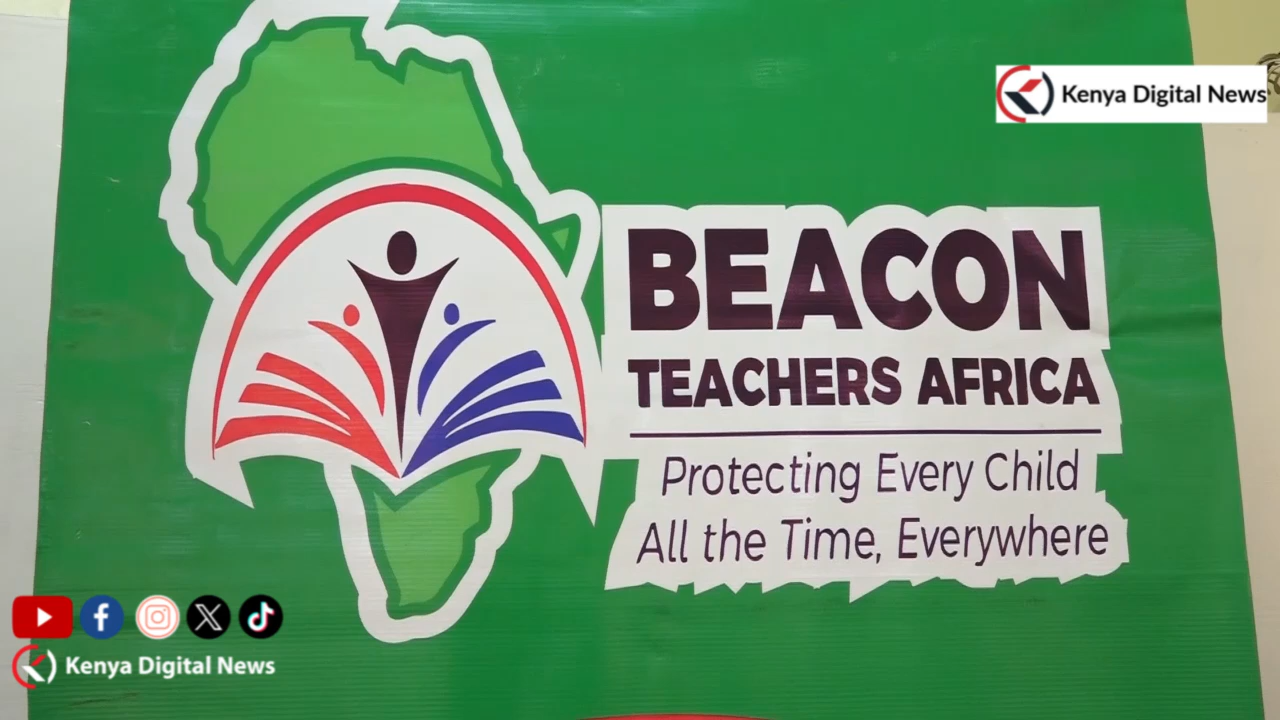 Kenya Digital News
BEACON
TEACHERS AFRICA
Protecting Every Child
All the Time, Everywhere
Kenya Digital News